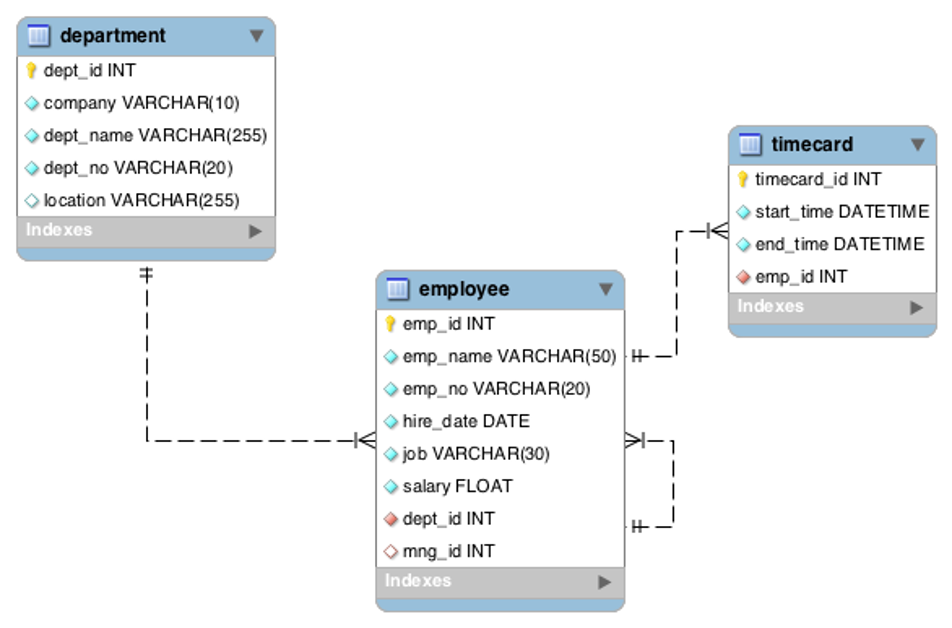 department
dept_id INT
company VARCHAR(10)
dept_name VARCHAR(255)
dept_no VARCHAR(20)
location VARCHAR(255)
Indexes
timecard
timecard_id INT
start_time DATETIME
end_time DATETIME
emp_id INT
Indexes
employee
emp_id INT
emp_name VARCHAR(50)
emp_no VARCHAR(20)
hire_date DATE
job VARCHAR(30)
salary FLOAT
dept_id INT
mng_id INT
Indexes